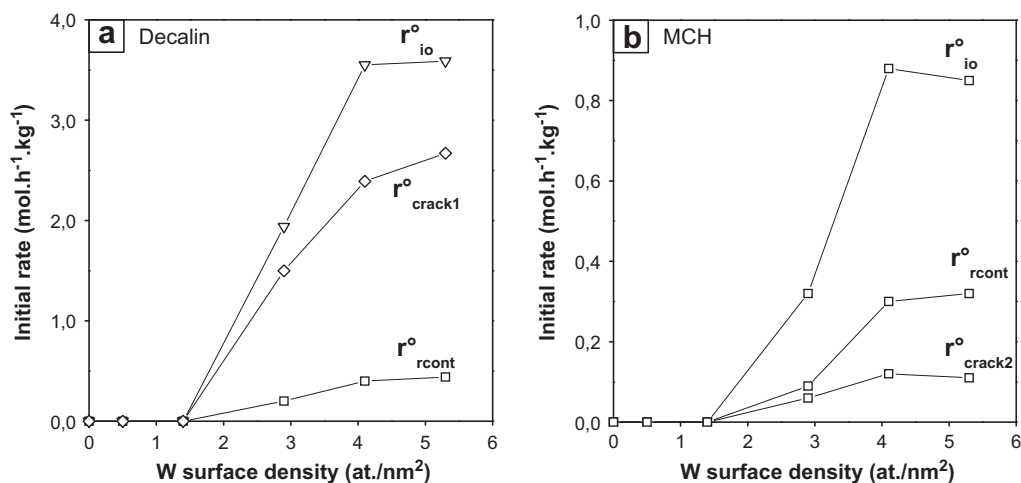 a Decalin
r°io
r°crack1
r°rcont
4,0
3,0
2,0
1,0
0,0
0 1 2 3 4 5 6
Initial rate (mol.h-1.kg-1)
W surface density (at./nm2)
b MCH
r°io
r°rcont
r°crack2
1,0
0,8
0,6
0,4
0,2
0,0
0 1 2 3 4 5 6
Initial rate (mol.h-1.kg-1)
W surface density (at./nm2)